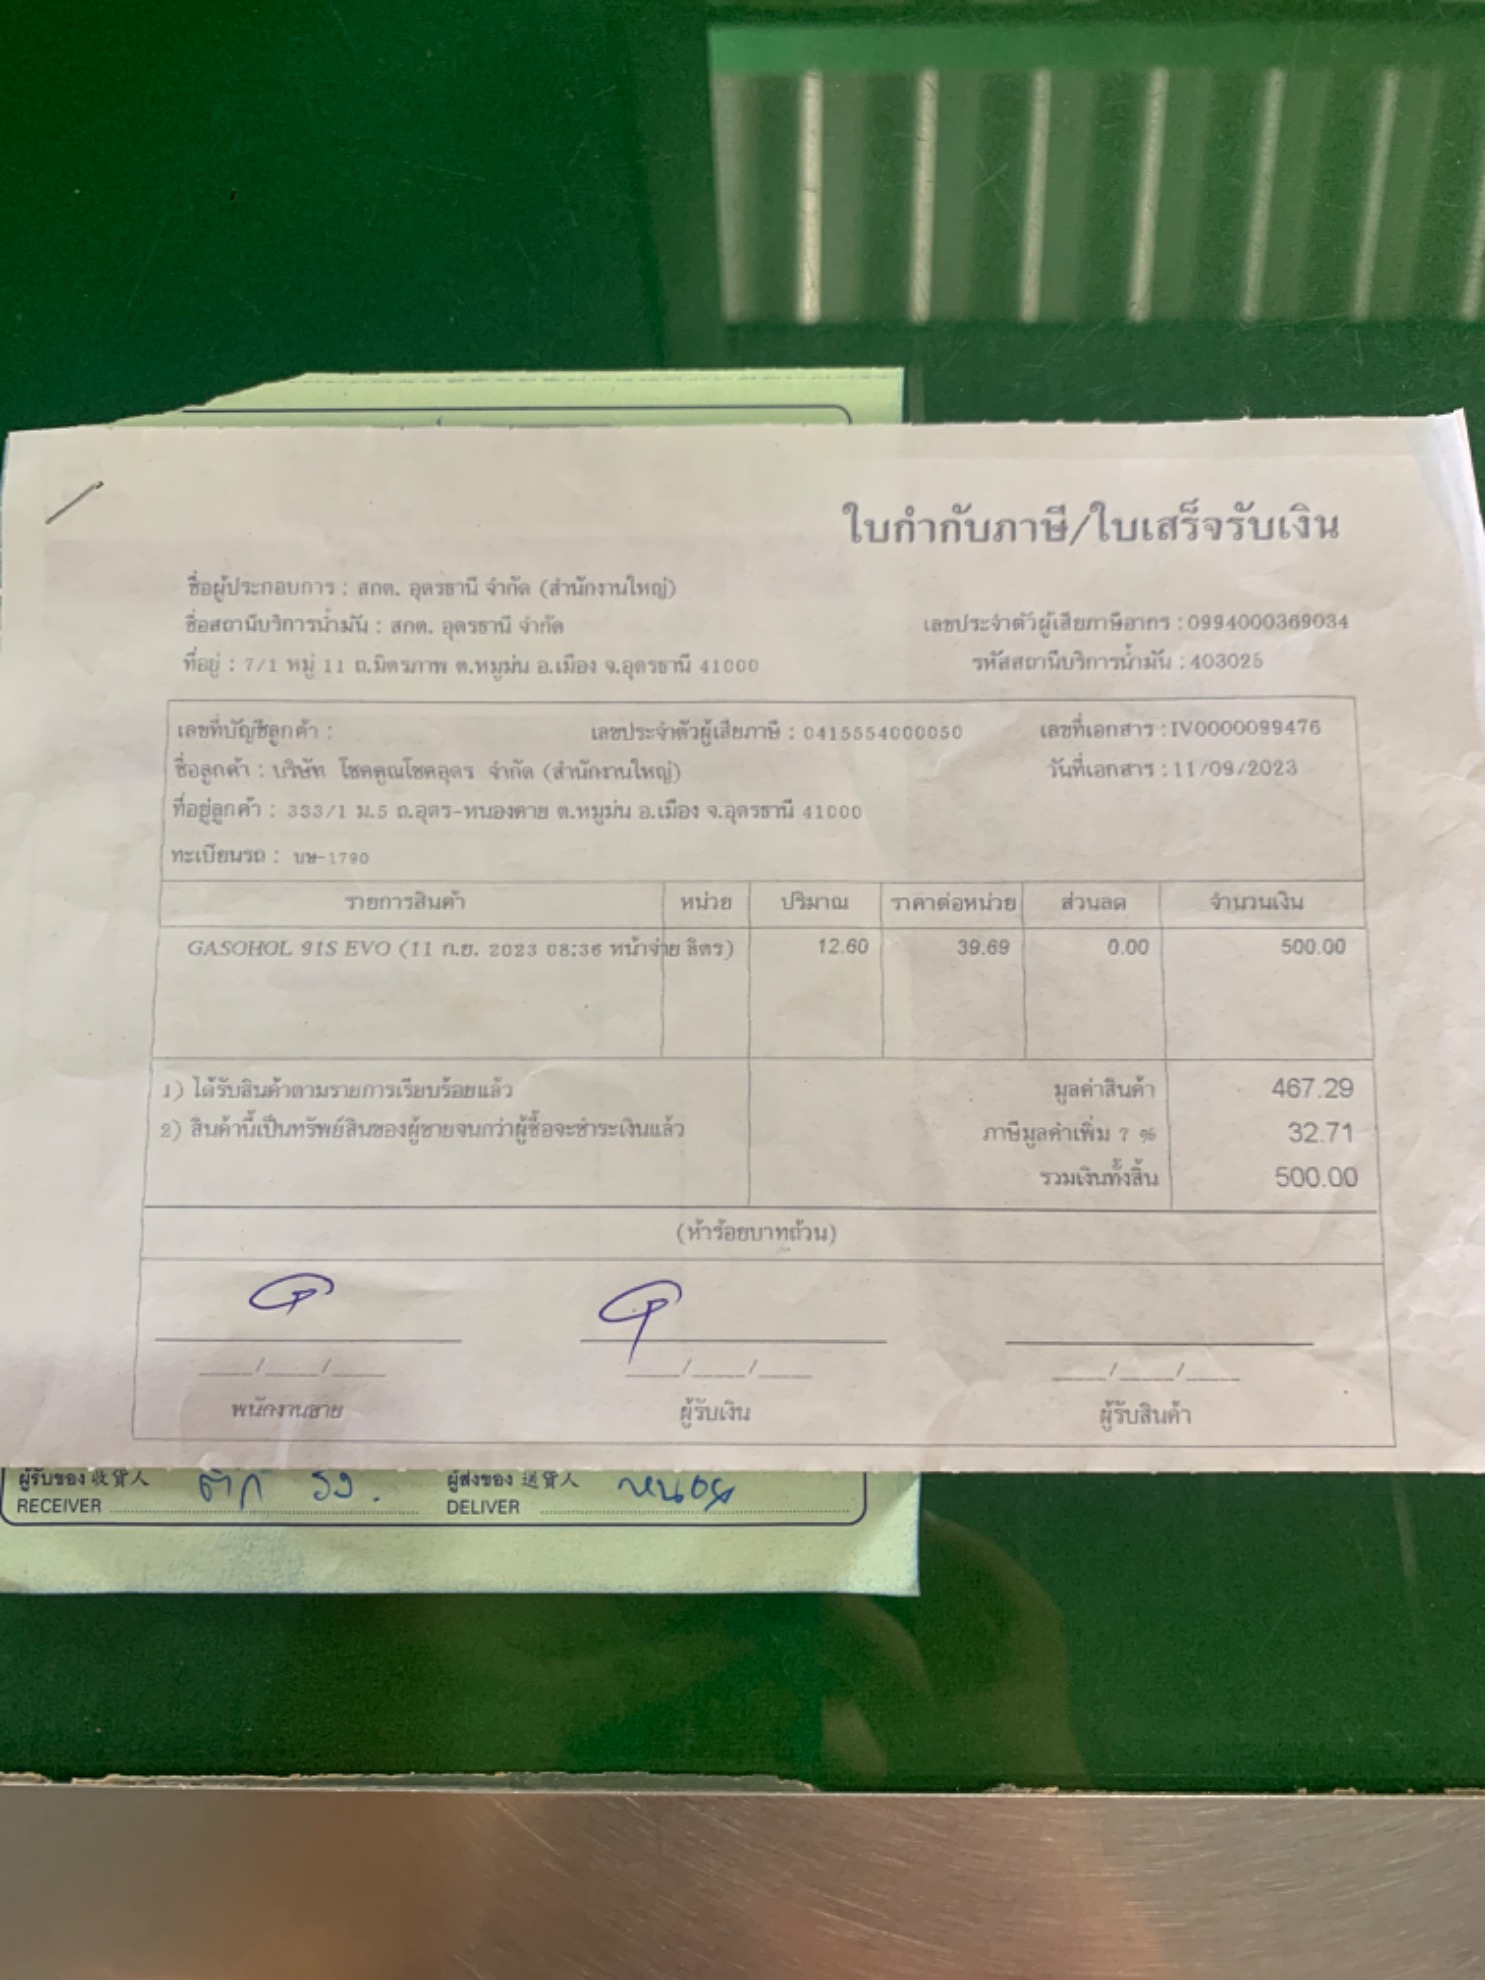 ใบกำกับภาษี/ใบเสร็จรับเงิน
ชื่อผู้ประกอบการ : สกต. อุดรธานี จำกัด (สำนักงานใหญ่)
ชื่อสถานีบริการน้ำมัน : สกต. อุดรธานี จำกัด เลขประจำตัวผู้เสียภาษีอากร : 0994000369034
ที่อยู่ : 7/1 หมู่ 11 ถ.มิตรภาพ ต.หมูม่น อ.เมือง จ.อุดรธานี 41000 รหัสสถานีบริการน้ำมัน : 403025
เลขที่บัญชีลูกค้า : เลขประจำตัวผู้เสียภาษี : 0415554000050 เลขที่เอกสาร : IV0000099476
ชื่อลูกค้า : บริษัท โชคคูณโชคอุดร จำกัด (สำนักงานใหญ่) วันที่เอกสาร : 11/09/2023
ที่อยู่ลูกค้า : 333/1 ม.5 ถ.อุดร-หนองคาย ต.หมูม่น อ.เมือง จ.อุดรธานี 41000
ทะเบียนรถ : บษ-1790
รายการสินค้า หน่วย ปริมาณ ราคาต่อหน่วย ส่วนลด จำนวนเงิน
GASOHOL 91S EVO (11 ก.ย. 2023 08:36 หน้าจ่าย ลิตร) 12.60 39.69 0.00 500.00
1) ได้รับสินค้าตามรายการเรียบร้อยแล้ว มูลค่าสินค้า 467.29
2) สินค้านี้เป็นทรัพย์สินของผู้ขายจนกว่าผู้ซื้อจะชำระเงินแล้ว ภาษีมูลค่าเพิ่ม 7 % 32.71
รวมเงินทั้งสิ้น 500.00
(ห้าร้อยบาทถ้วน)
___/___/___ ___/___/___ ___/___/___
พนักงานขาย ผู้รับเงิน ผู้รับสินค้า
ผู้รับของ 收貨人 ผู้ส่งของ 送貨人
RECEIVER DELIVER